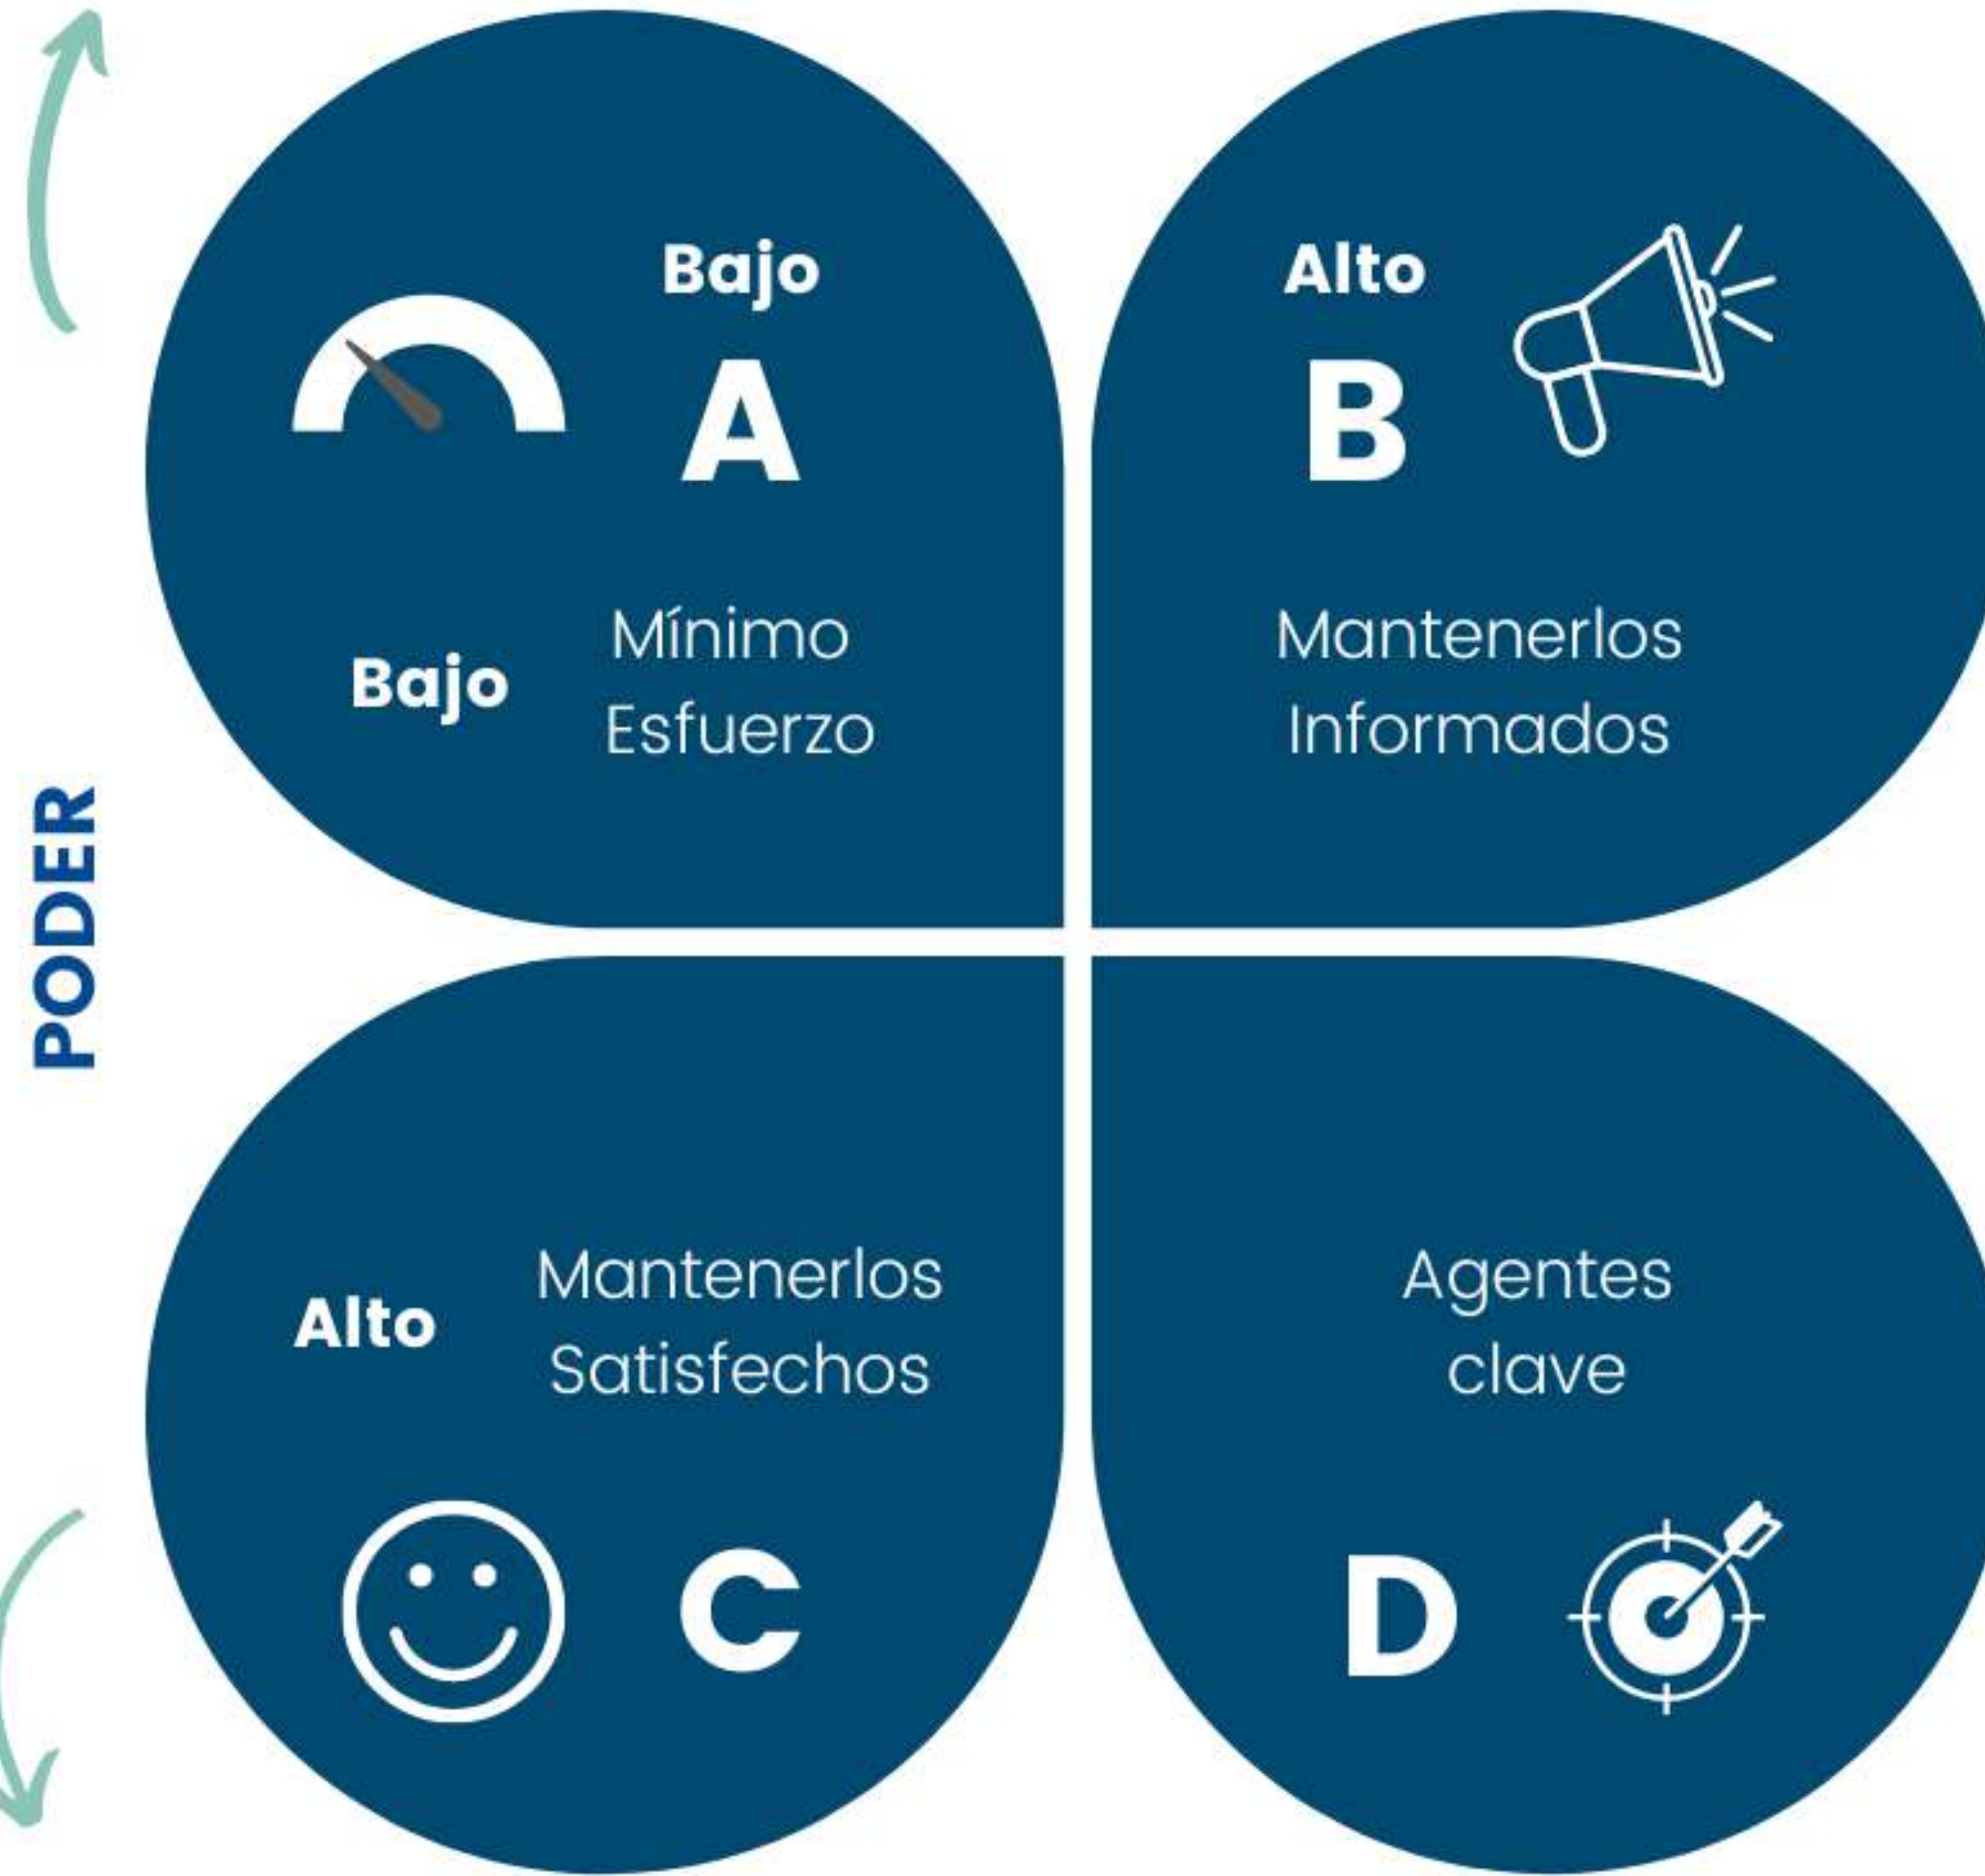 PODER
Bajo
A
Bajo
Mínimo
Esfuerzo
Alto
B
Mantenerlos
Informados
Alto
Mantenerlos
Satisfechos
C
Agentes
clave
D